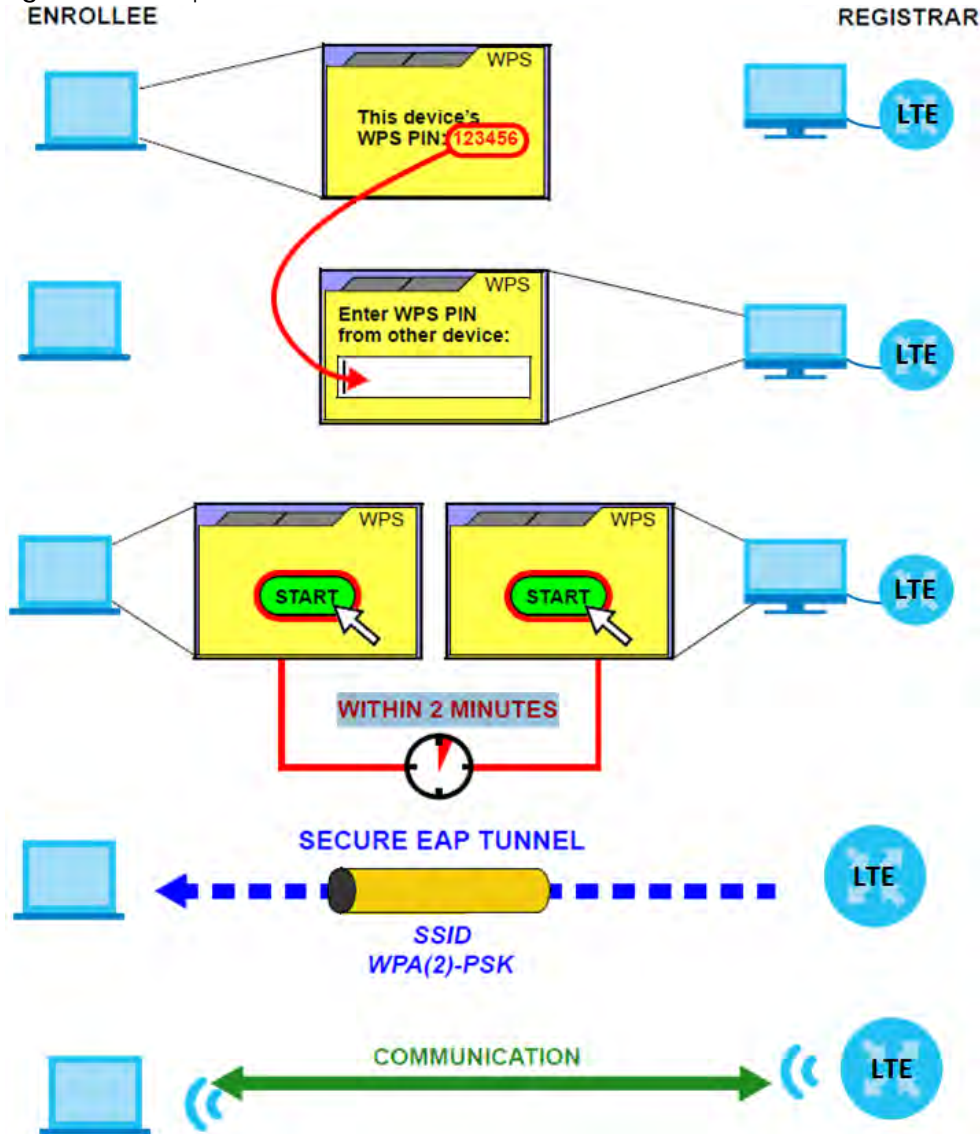 ENROLLEE
REGISTRAR
WPS
This device's
WPS PIN: 123456
LTE
WPS
Enter WPS PIN
from other device:
LTE
WPS
WPS
START
START
LTE
WITHIN 2 MINUTES
SECURE EAP TUNNEL
LTE
SSID
WPA(2)-PSK
COMMUNICATION
LTE